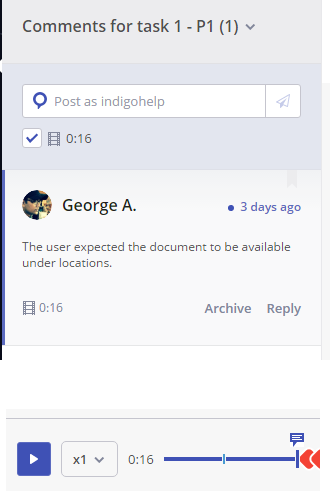 Comments for task 1 - P1 (1)
Post as indigohelp
0:16
George A.
3 days ago
The user expected the document to be available
under locations.
0:16 Archive Reply
x1 0:16